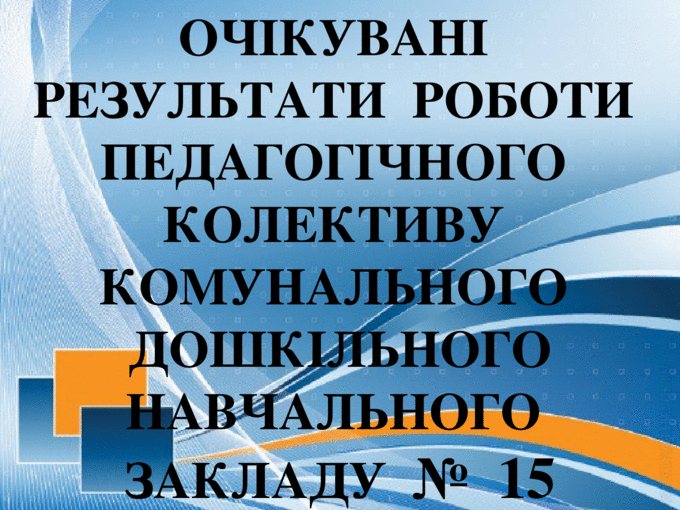 ОЧІКУВАНІ
РЕЗУЛЬТАТИ РОБОТИ
ПЕДАГОГІЧНОГО
КОЛЕКТИВУ
КОМУНАЛЬНОГО
ДОШКІЛЬНОГО
НАВЧАЛЬНОГО
ЗАКЛАДУ № 15